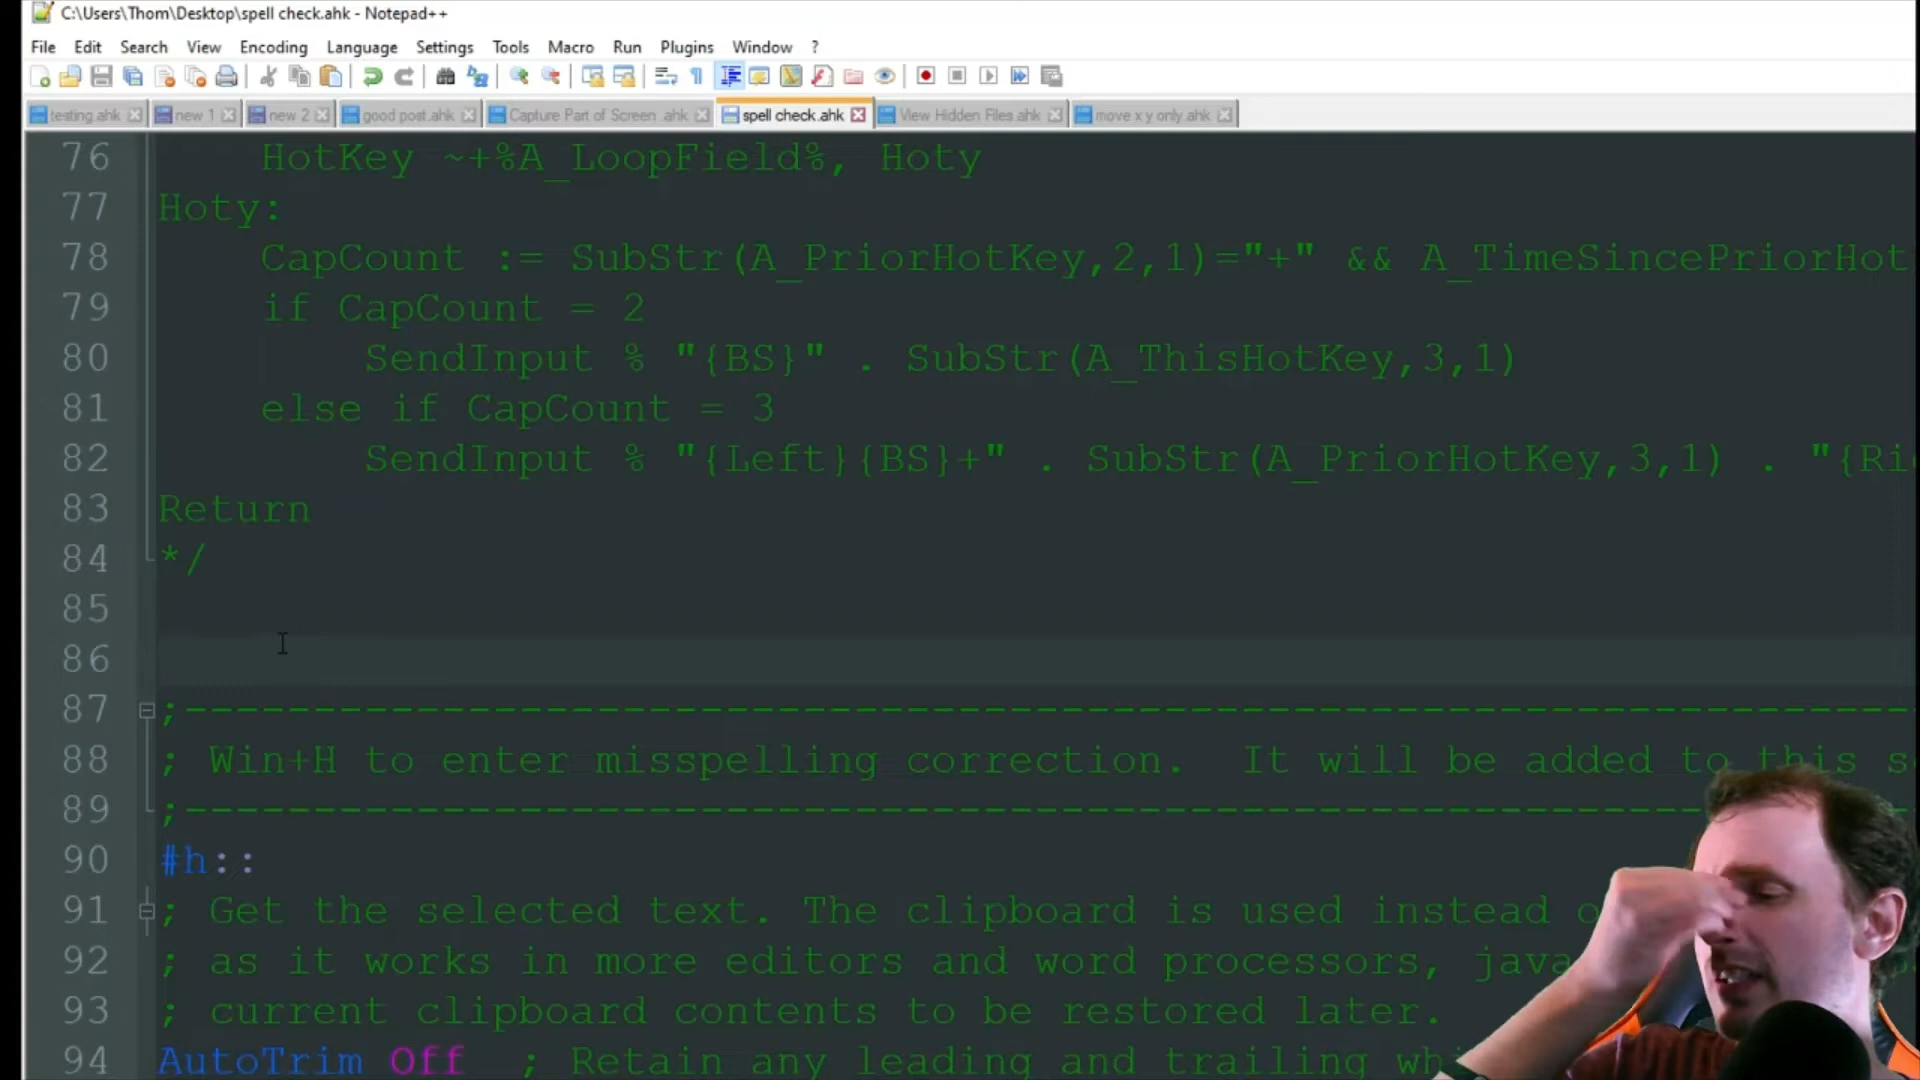 C:\Users\Thom\Desktop\spell check.ahk - Notepad++
File Edit Search View Encoding Language Settings Tools Macro Run Plugins Window ?
testing.ahk new 1 new 2 good post.ahk Capture Part of Screen .ahk spell check.ahk View Hidden Files.ahk move x y only.ahk
76 HotKey ~+%A_LoopField%, Hoty
77 Hoty:
78 CapCount := SubStr(A_PriorHotKey,2,1)="+" && A_TimeSincePriorHot
79 if CapCount = 2
80 SendInput % "{BS}" . SubStr(A_ThisHotKey,3,1)
81 else if CapCount = 3
82 SendInput % "{Left}{BS}+" . SubStr(A_PriorHotKey,3,1) . "{Ri
83 Return
84 */
85
86
87 ;-------------------------------------------------------------------
88 ; Win+H to enter misspelling correction.  It will be added to this s
89 ;-------------------------------------------------------------------
90 #h::
91 ; Get the selected text. The clipboard is used instead
92 ; as it works in more editors and word processors, java
93 ; current clipboard contents to be restored later.
94 AutoTrim Off ; Retain any leading and trailing whi